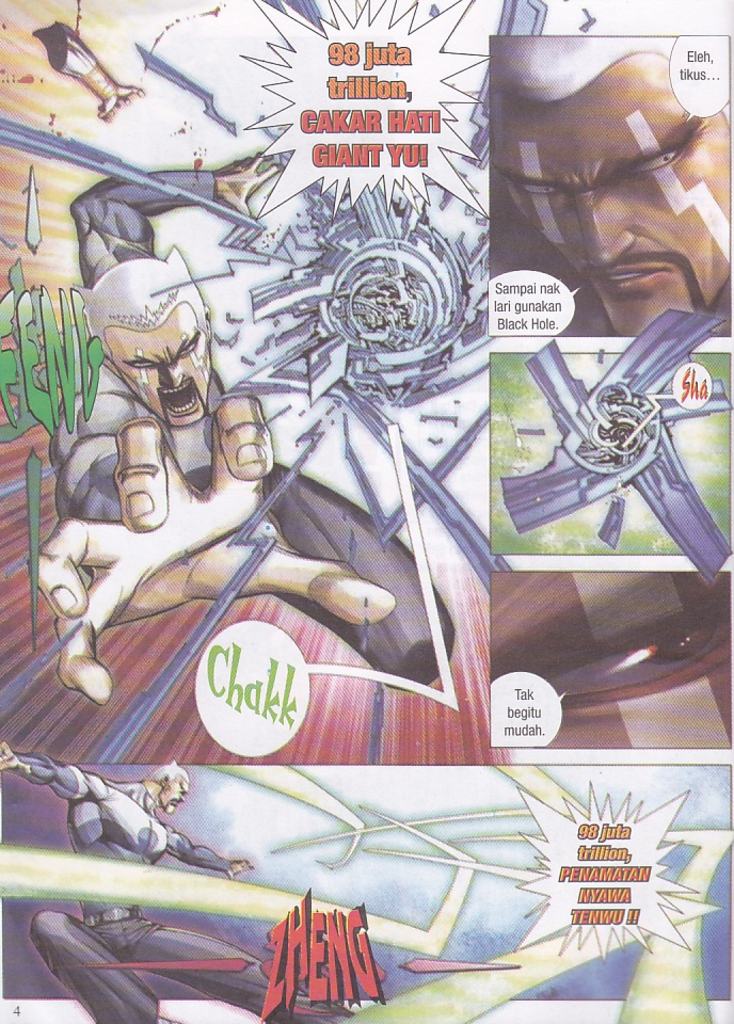 98 juta
trillion,
CAKAR HATI
GIANT YU!
Eleh,
tikus...
Sampai nak
lari gunakan
Black Hole.
Sha
Chakk
Tak
begitu
mudah.
98 juta
trillion,
PENAMATAN
NYAWA
TENWU !!
ZHENG
4